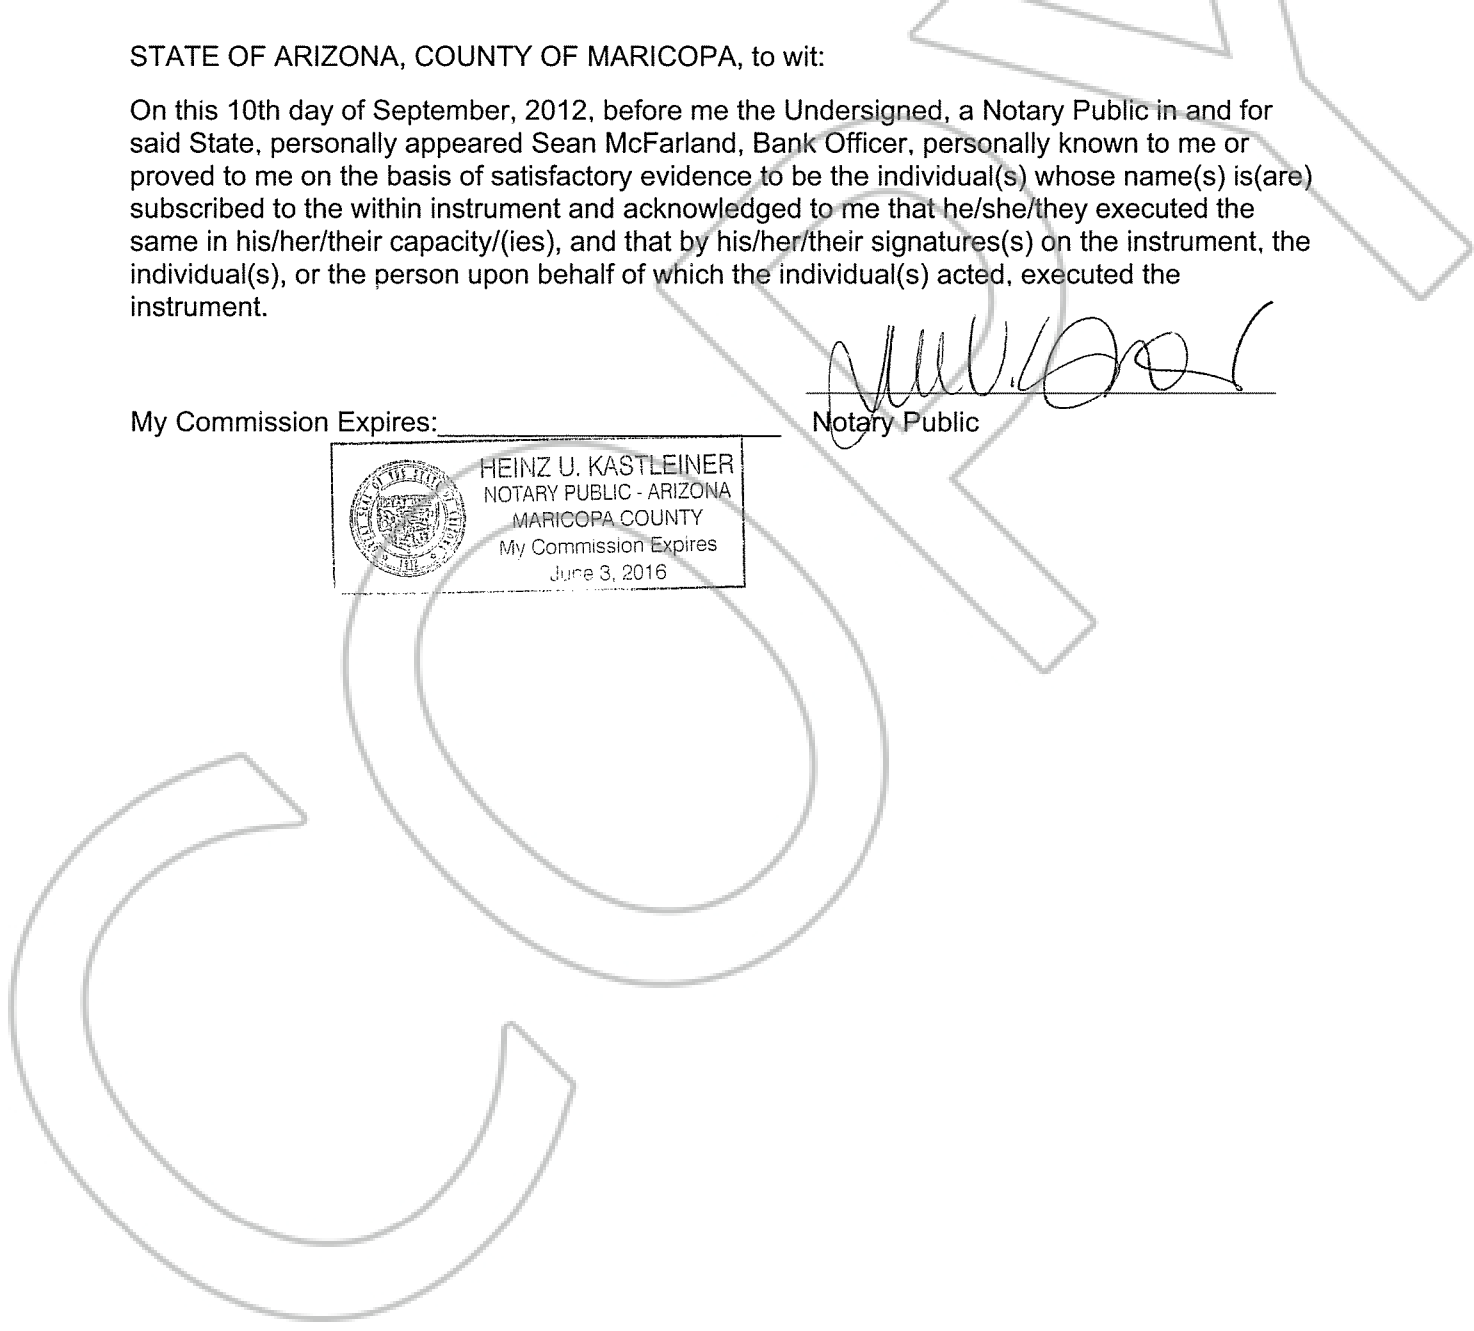 STATE OF ARIZONA, COUNTY OF MARICOPA, to wit:
On this 10th day of September, 2012, before me the Undersigned, a Notary Public in and for
said State, personally appeared Sean McFarland, Bank Officer, personally known to me or
proved to me on the basis of satisfactory evidence to be the individual(s) whose name(s) is(are)
subscribed to the within instrument and acknowledged to me that he/she/they executed the
same in his/her/their capacity/(ies), and that by his/her/their signatures(s) on the instrument, the
individual(s), or the person upon behalf of which the individual(s) acted, executed the
instrument.
My Commission Expires:
Notary Public
HEINZ U. KASTLEINER
NOTARY PUBLIC - ARIZONA
MARICOPA COUNTY
My Commission Expires
June 3, 2016
1912
COPY